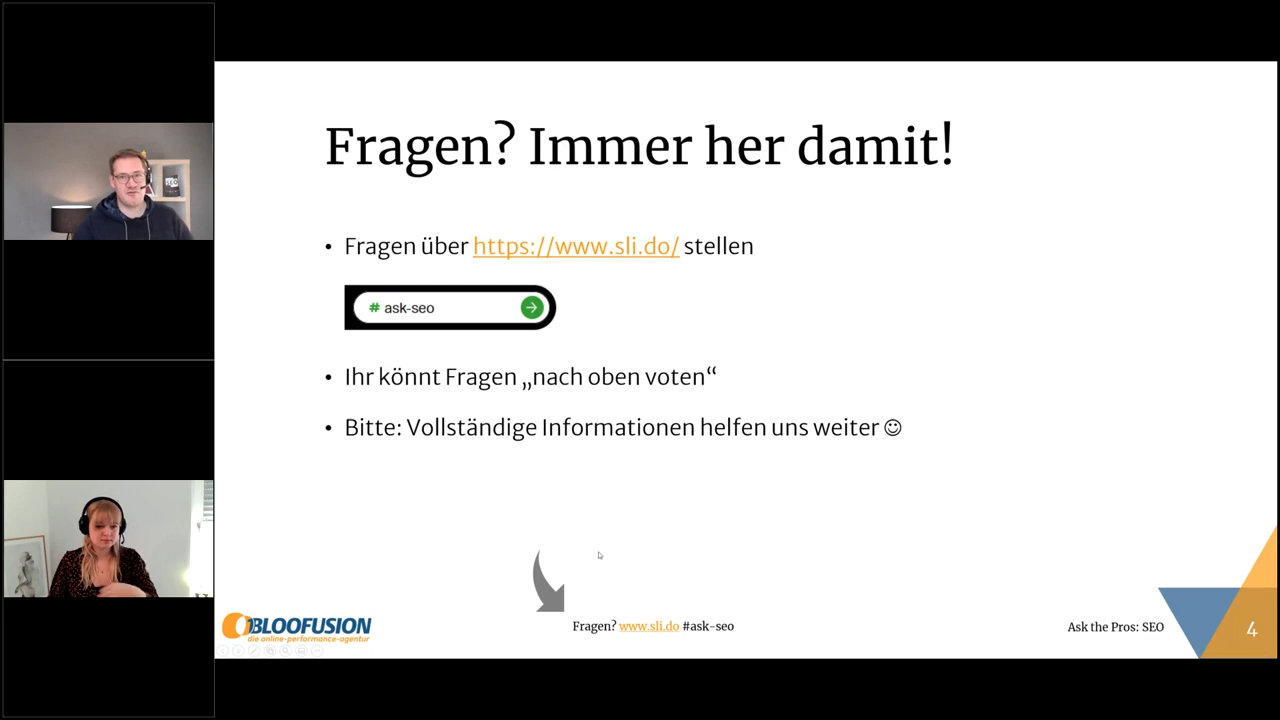 Fragen? Immer her damit!
• Fragen über https://www.sli.do/ stellen
# ask-seo
• Ihr könnt Fragen „nach oben voten“
• Bitte: Vollständige Informationen helfen uns weiter ☺
BLOOFUSION
die online-performance-agentur
Fragen? www.sli.do #ask-seo
Ask the Pros: SEO
4